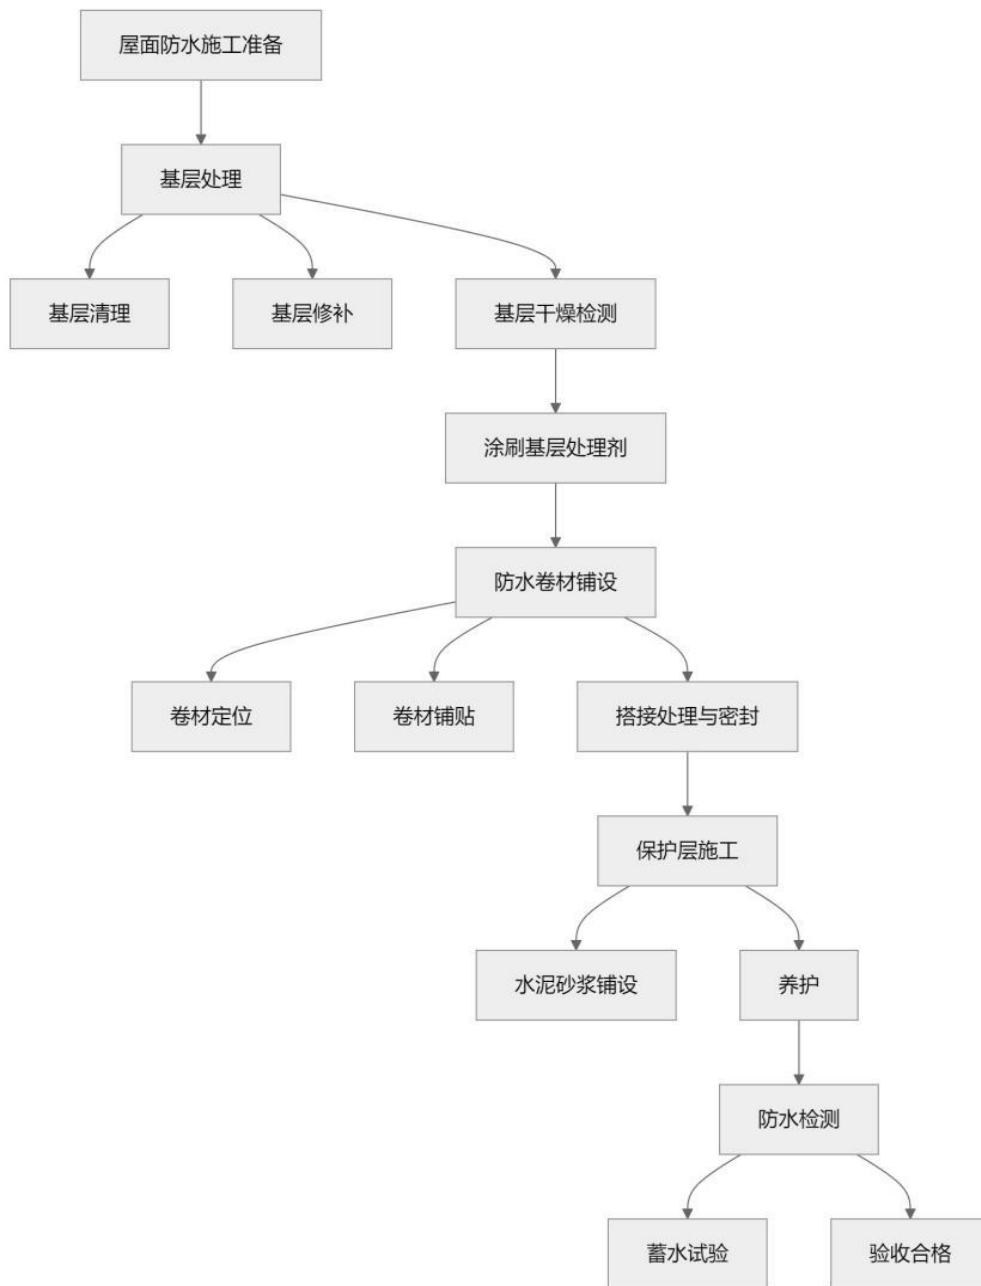 屋面防水施工准备
基层处理
基层清理
基层修补
基层干燥检测
涂刷基层处理剂
防水卷材铺设
卷材定位
卷材铺贴
搭接处理与密封
保护层施工
水泥砂浆铺设
养护
防水检测
蓄水试验
验收合格